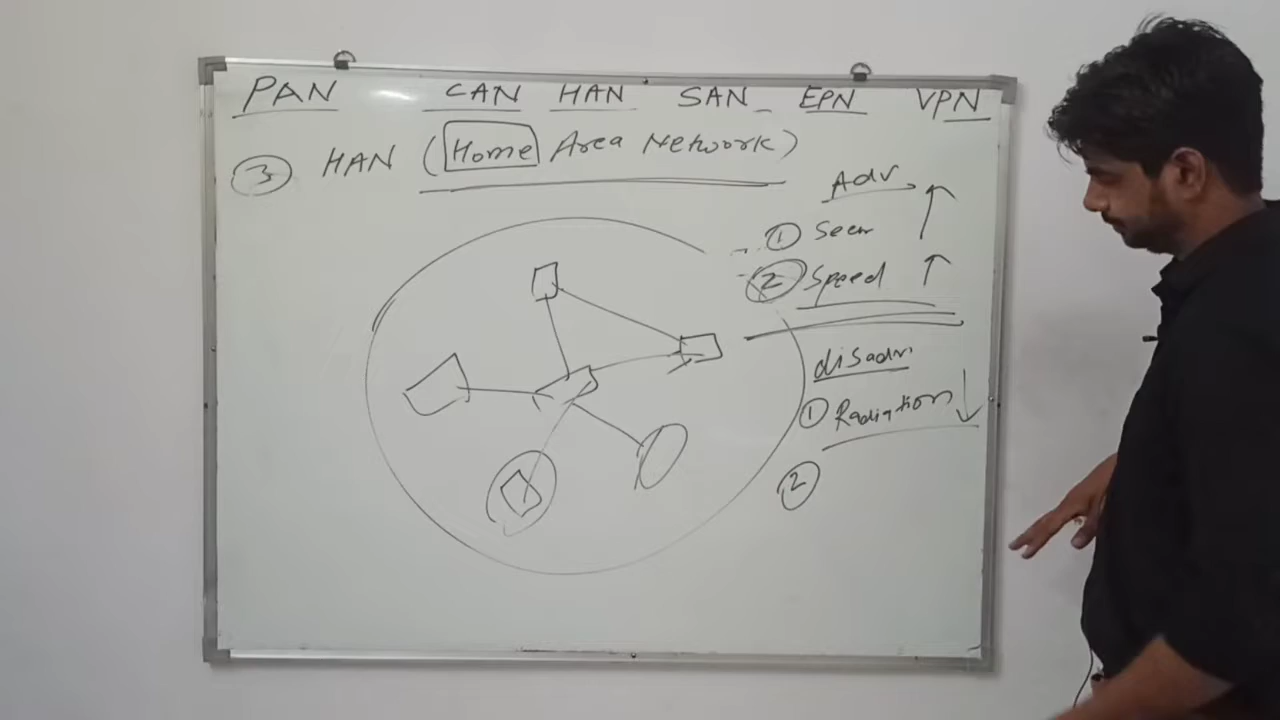 PAN CAN HAN SAN EPN VPN
③ HAN (Home Area Network)
Adv
① Secu
② Speed
disadv
① Radiation
②